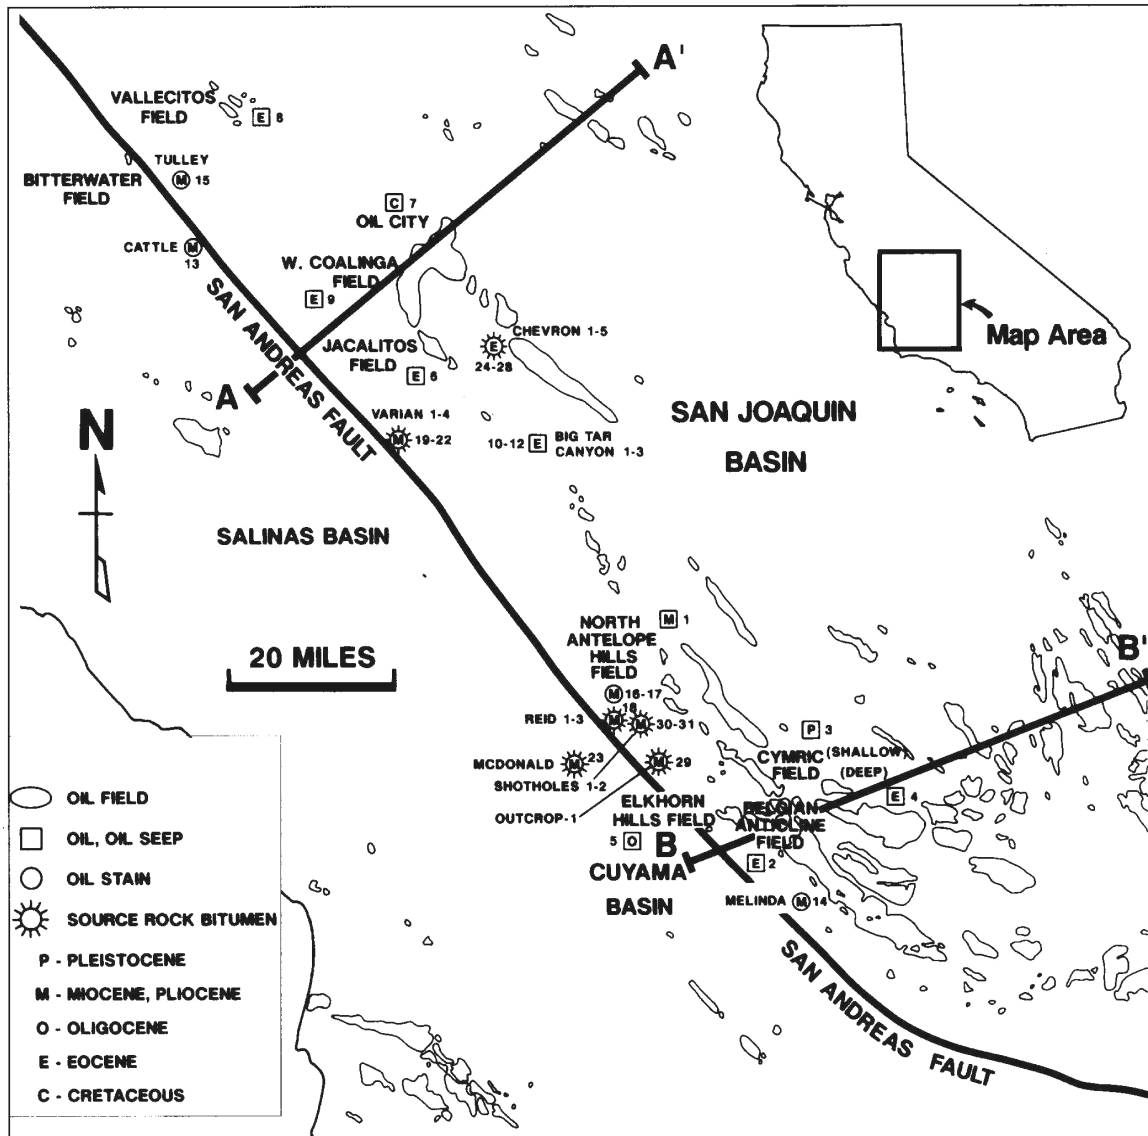 A'
VALLECITOS
FIELD
E 8
TULLEY
BITTERWATER
FIELD
M 15
C 7
OIL CITY
CATTLE M
13
W. COALINGA
FIELD
E 9
SAN ANDREAS FAULT
Map Area
CHEVRON 1-5
E
24-28
JACALITOS
FIELD
E 6
A
N
VARIAN 1-4
M 19-22
10-12 E BIG TAR
CANYON 1-3
SAN JOAQUIN
BASIN
SALINAS BASIN
20 MILES
NORTH
ANTELOPE
HILLS
FIELD
M 1
B'
M 16-17
18
REID 1-3 M
M 30-31
P 3
MCDONALD M 23
SHOTHOLES 1-2
M 29
OUTCROP-1
CYMRIC (SHALLOW)
FIELD (DEEP)
E 4
ELKHORN
HILLS FIELD
BELGIAN
ANTICLINE
FIELD
5 O
B
E 2
CUYAMA
BASIN
MELINDA M 14
SAN ANDREAS FAULT
OIL FIELD
OIL, OIL SEEP
OIL STAIN
SOURCE ROCK BITUMEN
P - PLEISTOCENE
M - MIOCENE, PLIOCENE
O - OLIGOCENE
E - EOCENE
C - CRETACEOUS